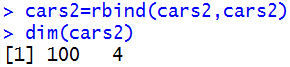 > cars2=rbind(cars2,cars2)
> dim(cars2)
[1] 100   4